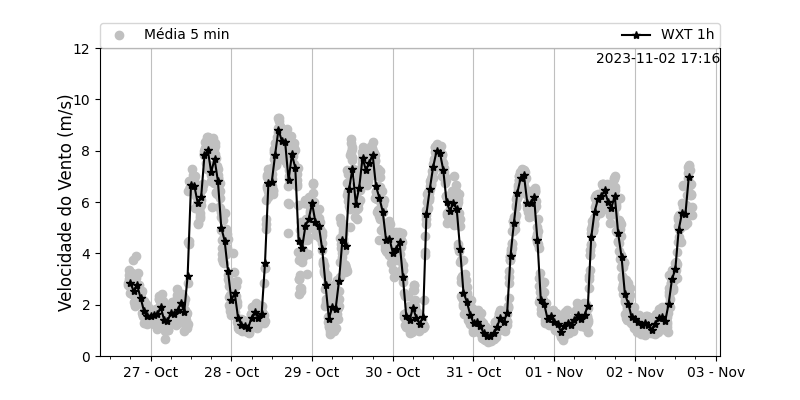 Média 5 min
WXT 1h
2023-11-02 17:16
Velocidade do Vento (m/s)
12
10
8
6
4
2
0
27 - Oct
28 - Oct
29 - Oct
30 - Oct
31 - Oct
01 - Nov
02 - Nov
03 - Nov